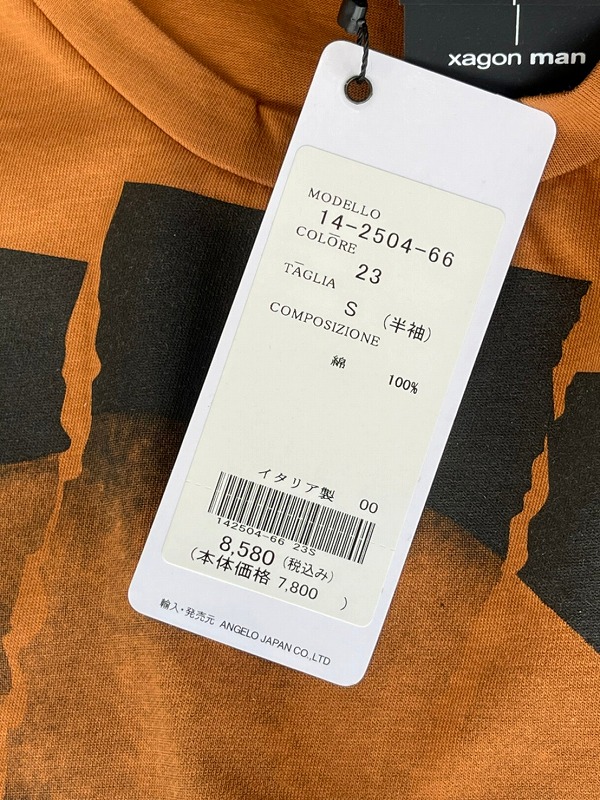 xagon man
MODELLO
14-2504-66
COLORE
23
TAGLIA
S (半袖)
COMPOSIZIONE
綿 100%
イタリア製 00
142504-66 23S
8,580 (税込み)
(本体価格 7,800 )
輸入・発売元 ANGELO JAPAN CO.,LTD